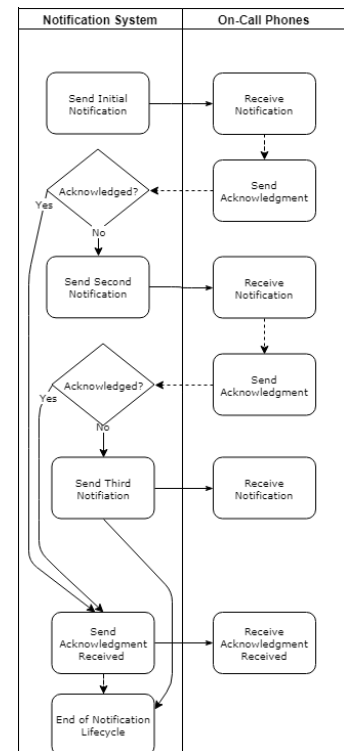 Notification System
On-Call Phones
Send Initial
Notification
Receive
Notification
Acknowledged?
Send
Acknowledgment
Yes
No
Send Second
Notification
Receive
Notification
Acknowledged?
Send
Acknowledgment
Yes
No
Send Third
Notifiation
Receive
Notification
Send
Acknowledgment
Received
Receive
Acknowledgment
Received
End of Notification
Lifecycle